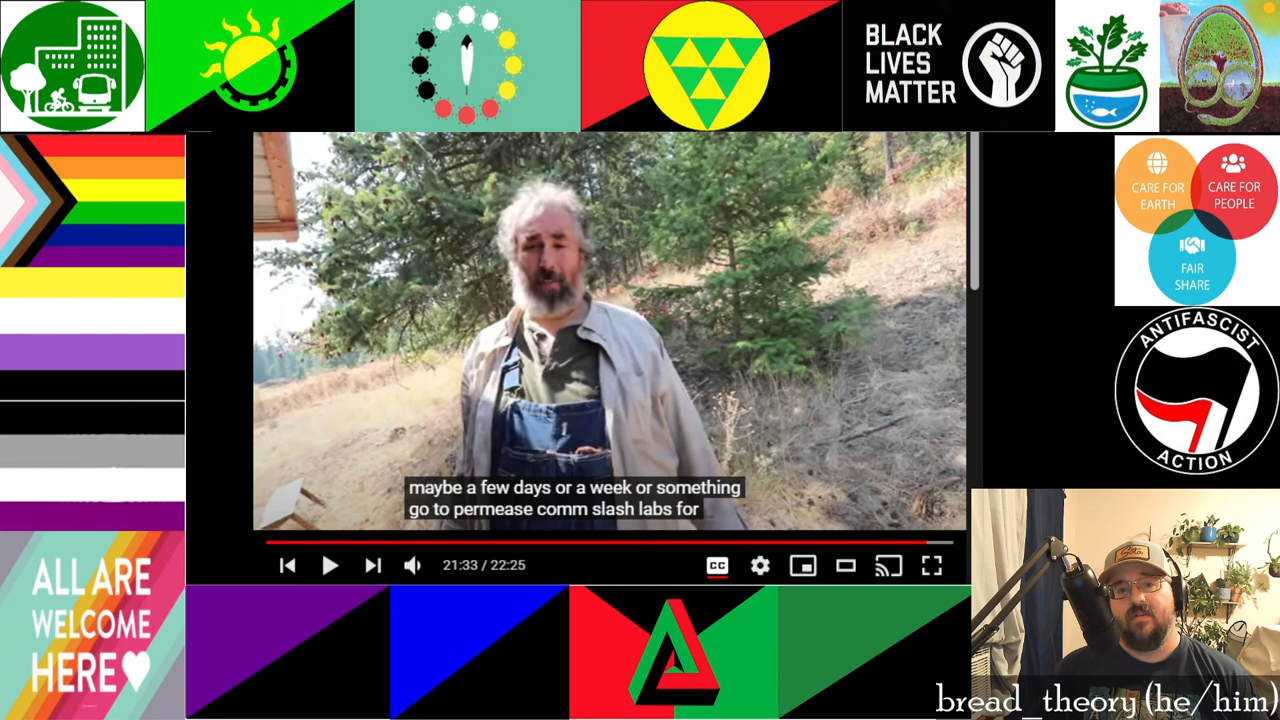 BLACK
LIVES
MATTER
CARE FOR
EARTH
CARE FOR
PEOPLE
FAIR
SHARE
ANTIFASCIST
ACTION
maybe a few days or a week or something
go to permease comm slash labs for
21:33 / 22:25
CC
ALL ARE
WELCOME
HERE
bread_theory (he/him)